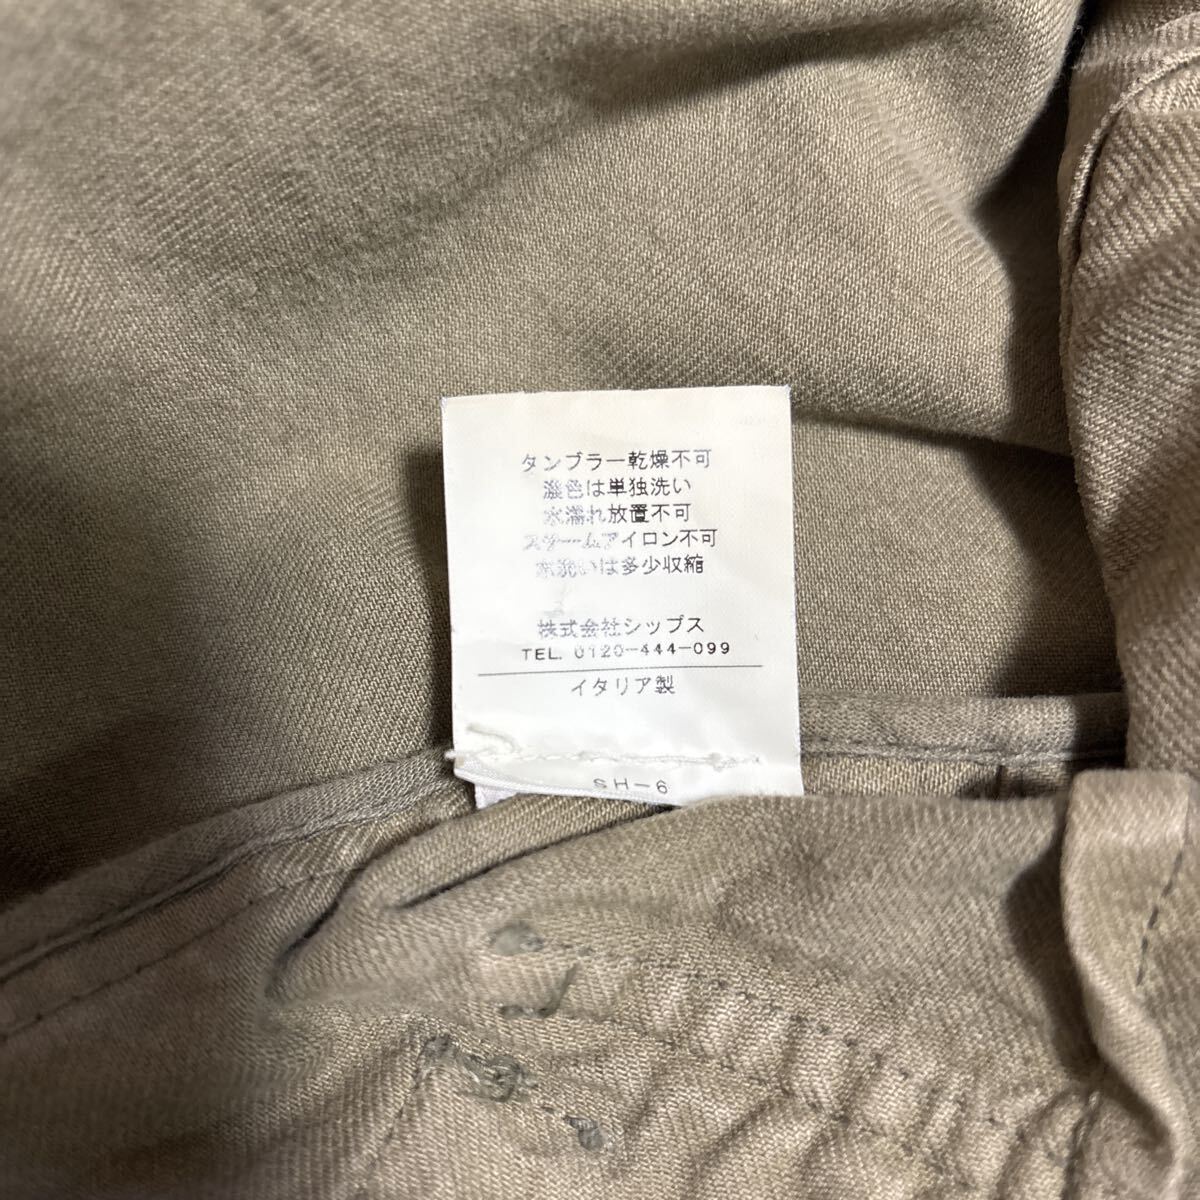 タンブラー乾燥不可
濃色は単独洗い
水濡れ放置不可
スチームアイロン不可
水洗いは多少収縮
株式会社シップス
TEL. 0120-444-099
イタリア製
SH-6